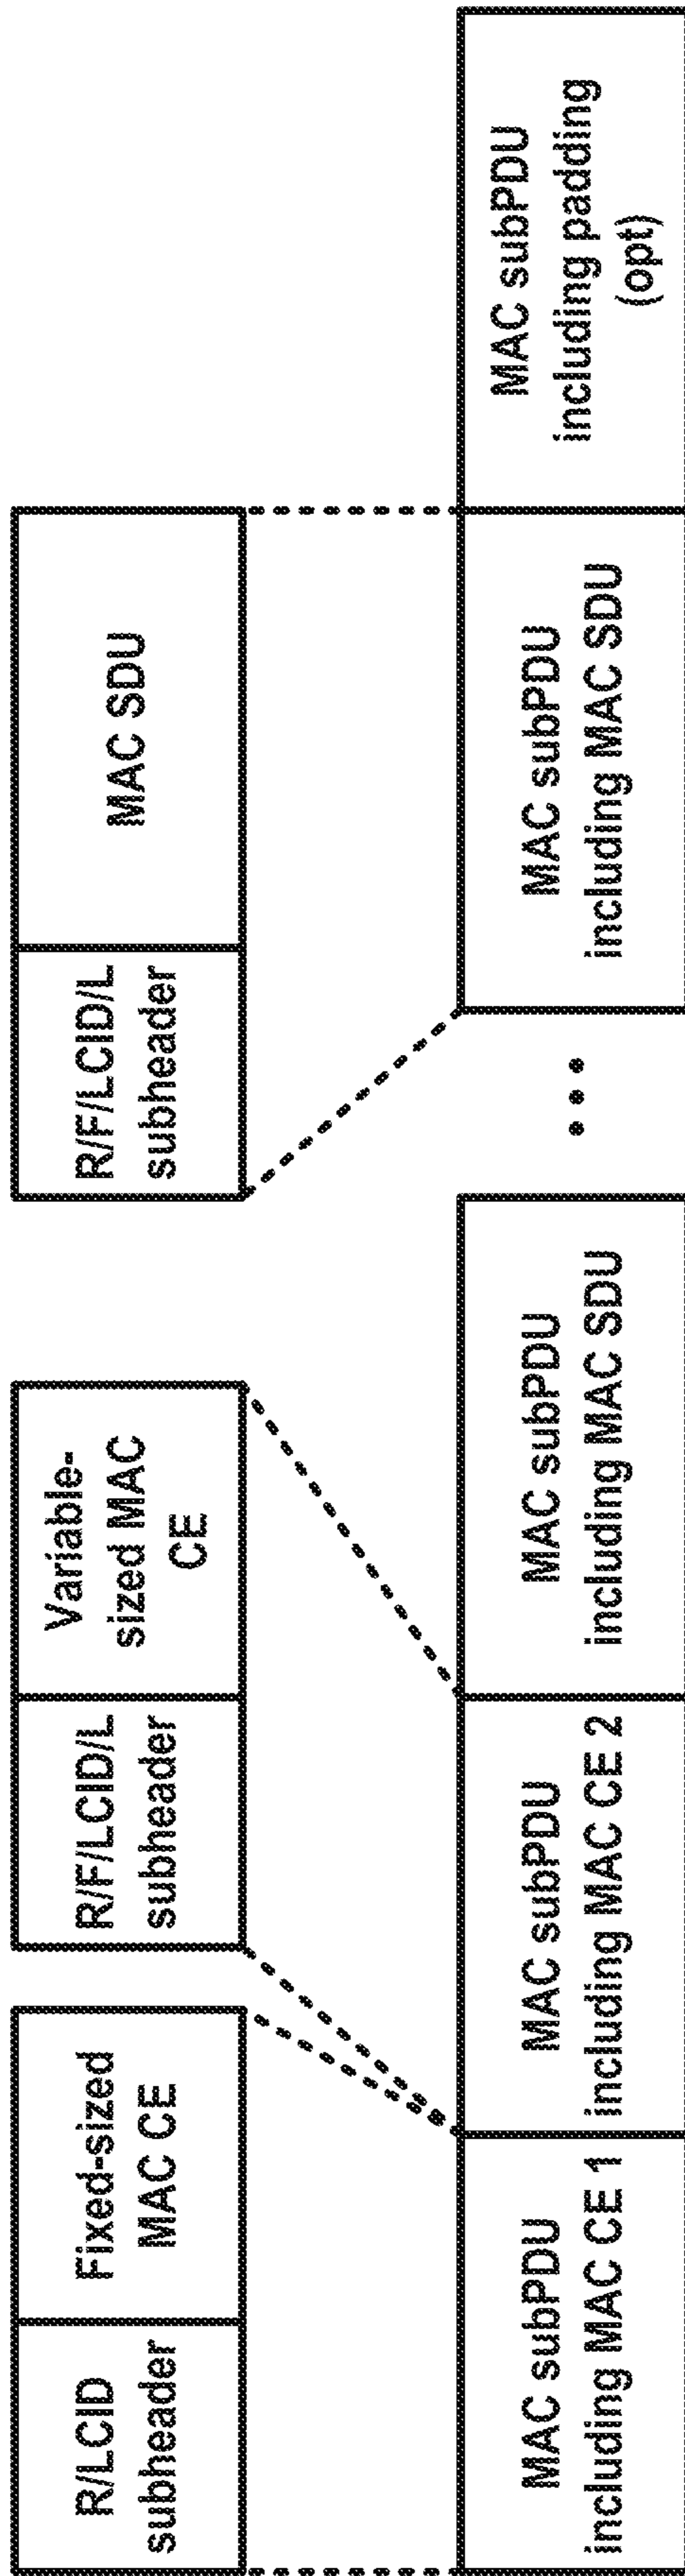 R/LCID
subheader
Fixed-sized
MAC CE
R/F/LCID/L
subheader
Variable-
sized MAC
CE
R/F/LCID/L
subheader
MAC SDU
MAC subPDU
including MAC CE 1
MAC subPDU
including MAC CE 2
MAC subPDU
including MAC SDU
• • •
MAC subPDU
including MAC SDU
MAC subPDU
including padding
(opt)